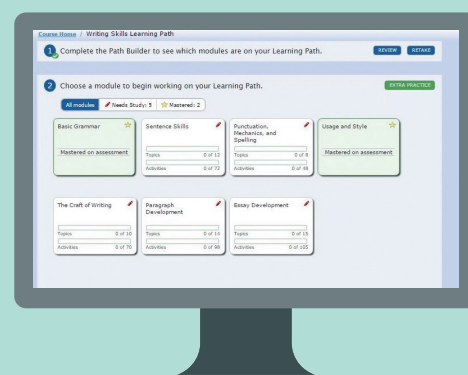 Course Home / Writing Skills Learning Path
1 Complete the Path Builder to see which modules are on your Learning Path. REVIEW RETAKE
2 Choose a module to begin working on your Learning Path. EXTRA PRACTICE
All modules Needs Study: 5 Mastered: 2
Basic Grammar
Mastered on assessment
Sentence Skills
Topics 0 of 12
Activities 0 of 72
Punctuation,
Mechanics, and
Spelling
Topics 0 of 8
Activities 0 of 48
Usage and Style
Mastered on assessment
The Craft of Writing
Topics 0 of 10
Activities 0 of 70
Paragraph
Development
Topics 0 of 14
Activities 0 of 98
Essay Development
Topics 0 of 15
Activities 0 of 105